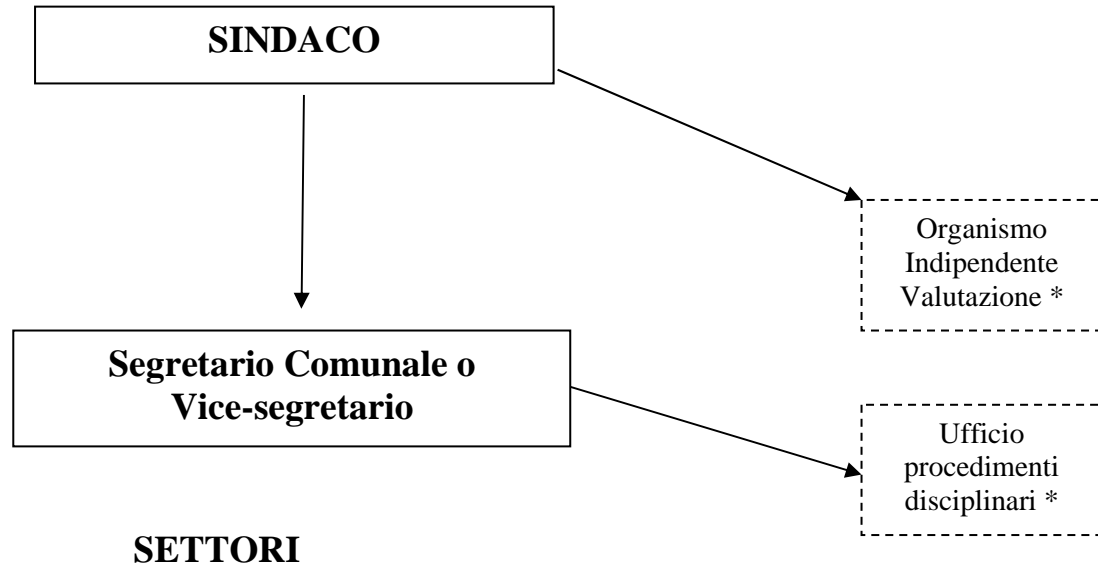 SINDACO
Organismo
Indipendente
Valutazione *
Segretario Comunale o
Vice-segretario
Ufficio
procedimenti
disciplinari *
SETTORI